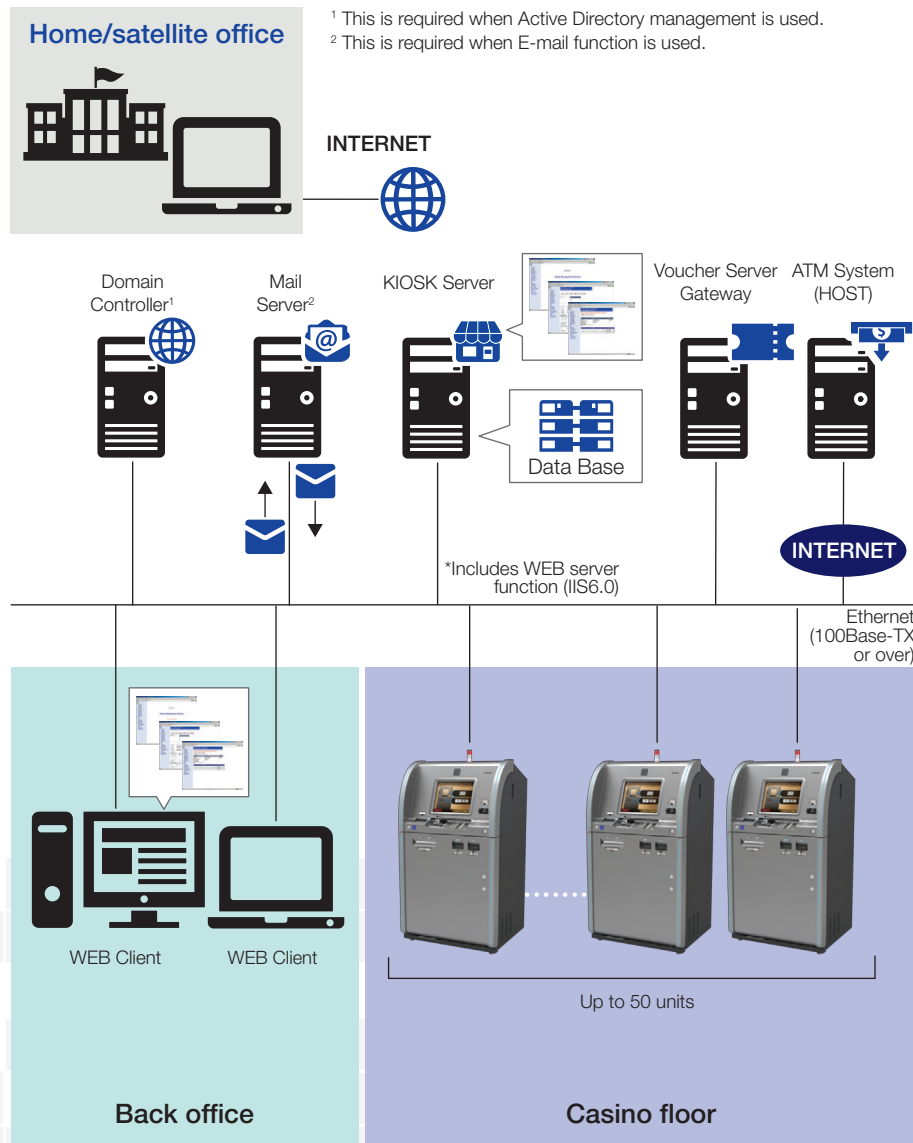 Home/satellite office
¹ This is required when Active Directory management is used.
² This is required when E-mail function is used.
INTERNET
Domain
Controller¹
Mail
Server²
KIOSK Server
Voucher Server
Gateway
ATM System
(HOST)
@
$
Data Base
INTERNET
*Includes WEB server
function (IIS6.0)
Ethernet
(100Base-TX
or over)
WEB Client
WEB Client
Up to 50 units
Back office
Casino floor